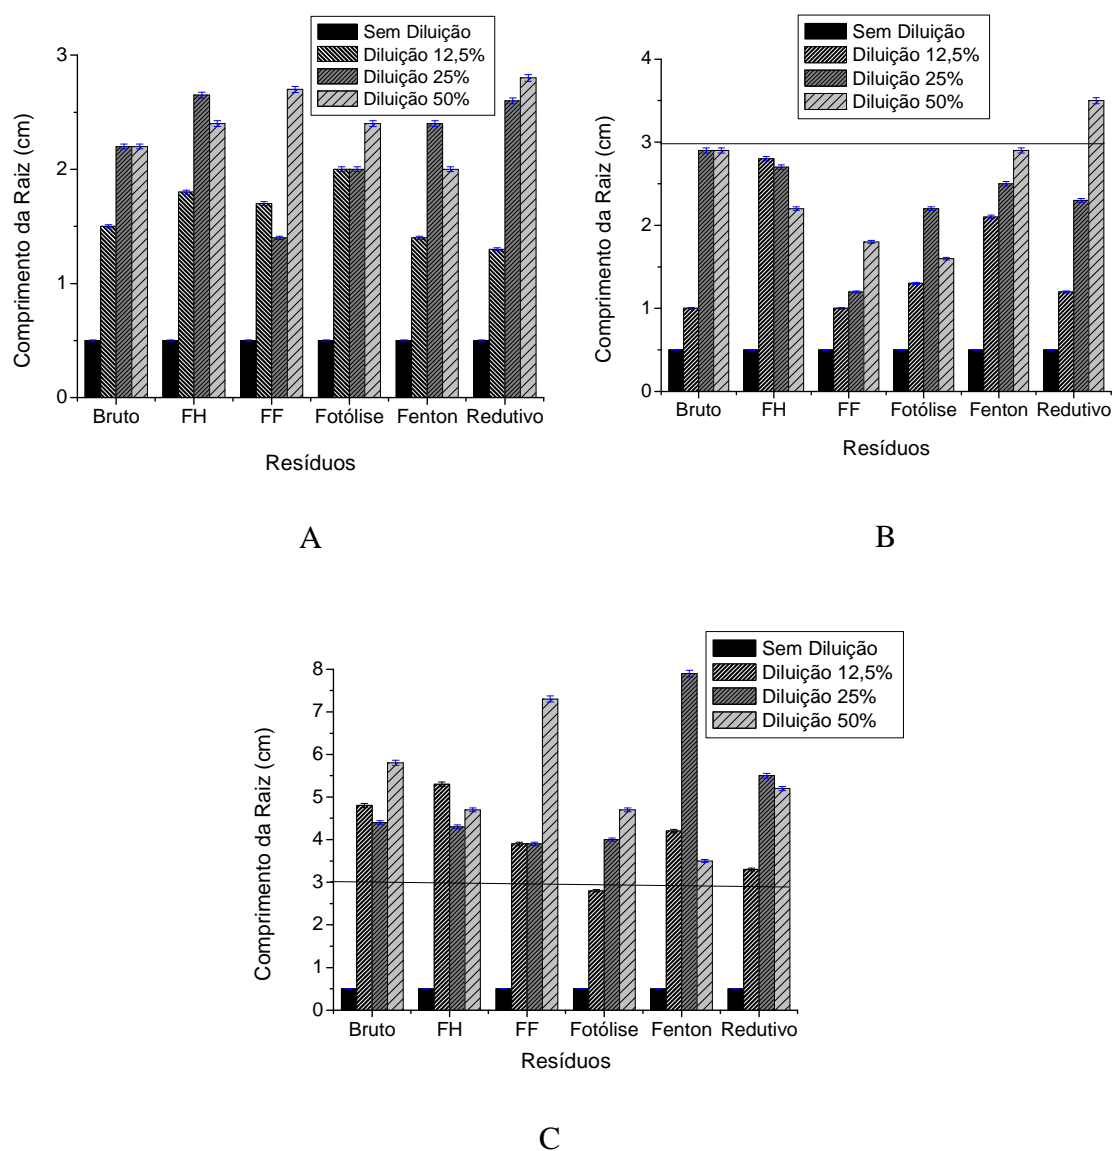 Sem Diluição
Diluição 12,5%
Diluição 25%
Diluição 50%
3
2
1
0
Comprimento da Raiz (cm)
Bruto FH FF Fotólise Fenton Redutivo
Resíduos
A
Sem Diluição
Diluição 12,5%
Diluição 25%
Diluição 50%
4
3
2
1
0
Comprimento da Raiz (cm)
Bruto FH FF Fotólise Fenton Redutivo
Resíduos
B
Sem Diluição
Diluição 12,5%
Diluição 25%
Diluição 50%
8
7
6
5
4
3
2
1
0
Comprimento da Raiz (cm)
Bruto FH FF Fotólise Fenton Redutivo
Resíduos
C